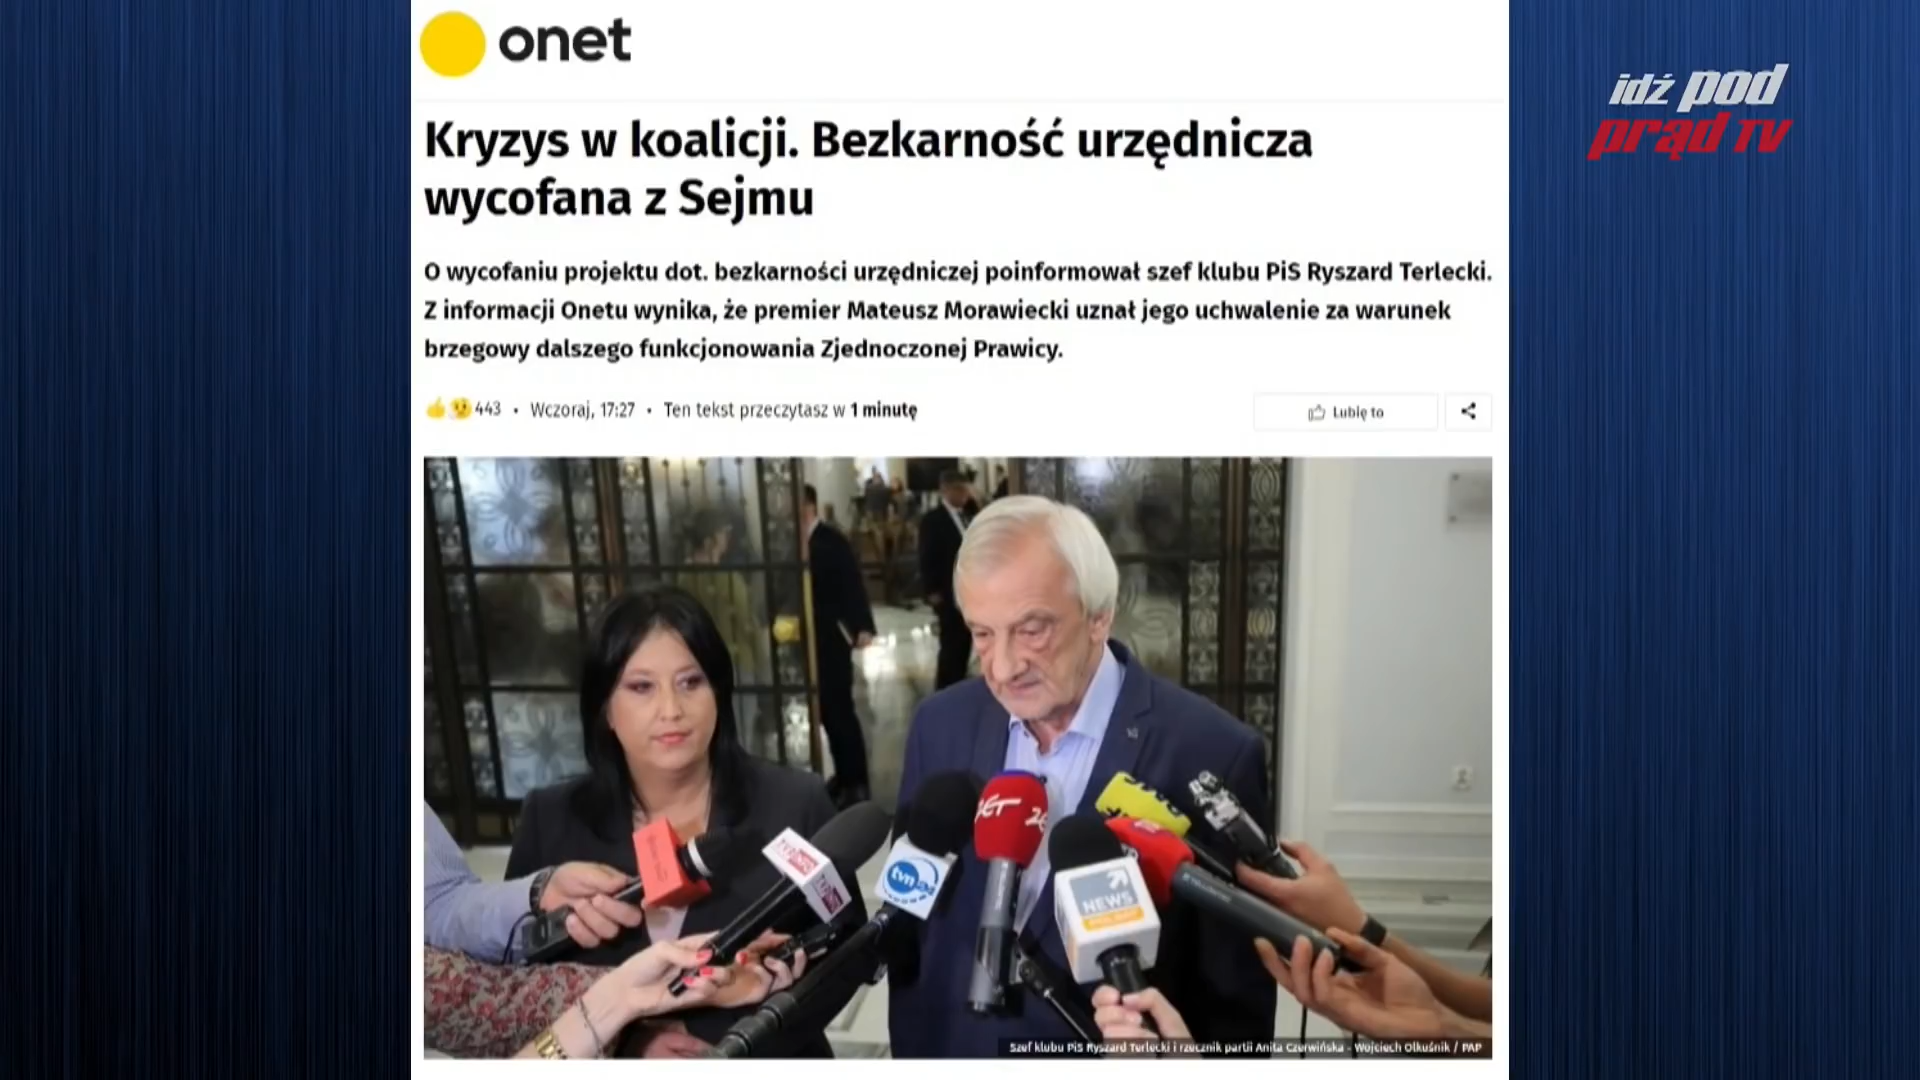 onet
idź pod
prąd TV
Kryzys w koalicji. Bezkarność urzędnicza
wycofana z Sejmu
O wycofaniu projektu dot. bezkarności urzędniczej poinformował szef klubu PiS Ryszard Terlecki.
Z informacji Onetu wynika, że premier Mateusz Morawiecki uznał jego uchwalenie za warunek
brzegowy dalszego funkcjonowania Zjednoczonej Prawicy.
443 • Wczoraj, 17:27 • Ten tekst przeczytasz w 1 minutę
Lubię to
tvn24
NEWS
Szef klubu PiS Ryszard Terlecki i rzecznik partii Anita Czerwińska - Wojciech Olkuśnik / PAP